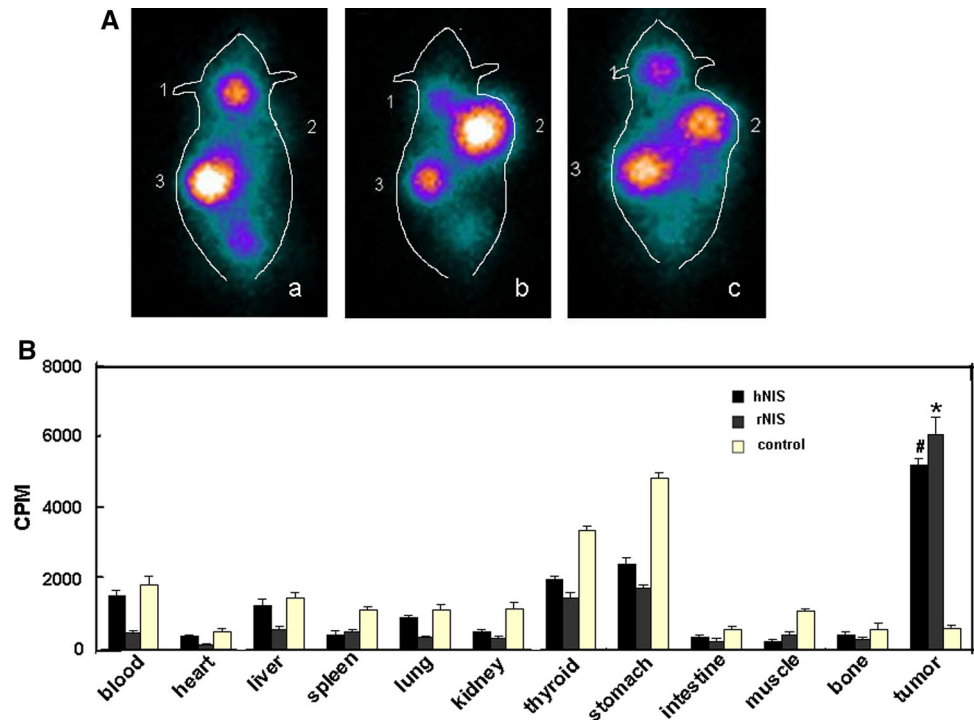 A
1
2
3
a
1
2
3
b
1
2
3
c
B
8000
6000
4000
2000
0
CPM
hNIS
rNIS
control
#
*
blood
heart
liver
spleen
lung
kidney
thyroid
stomach
intestine
muscle
bone
tumor